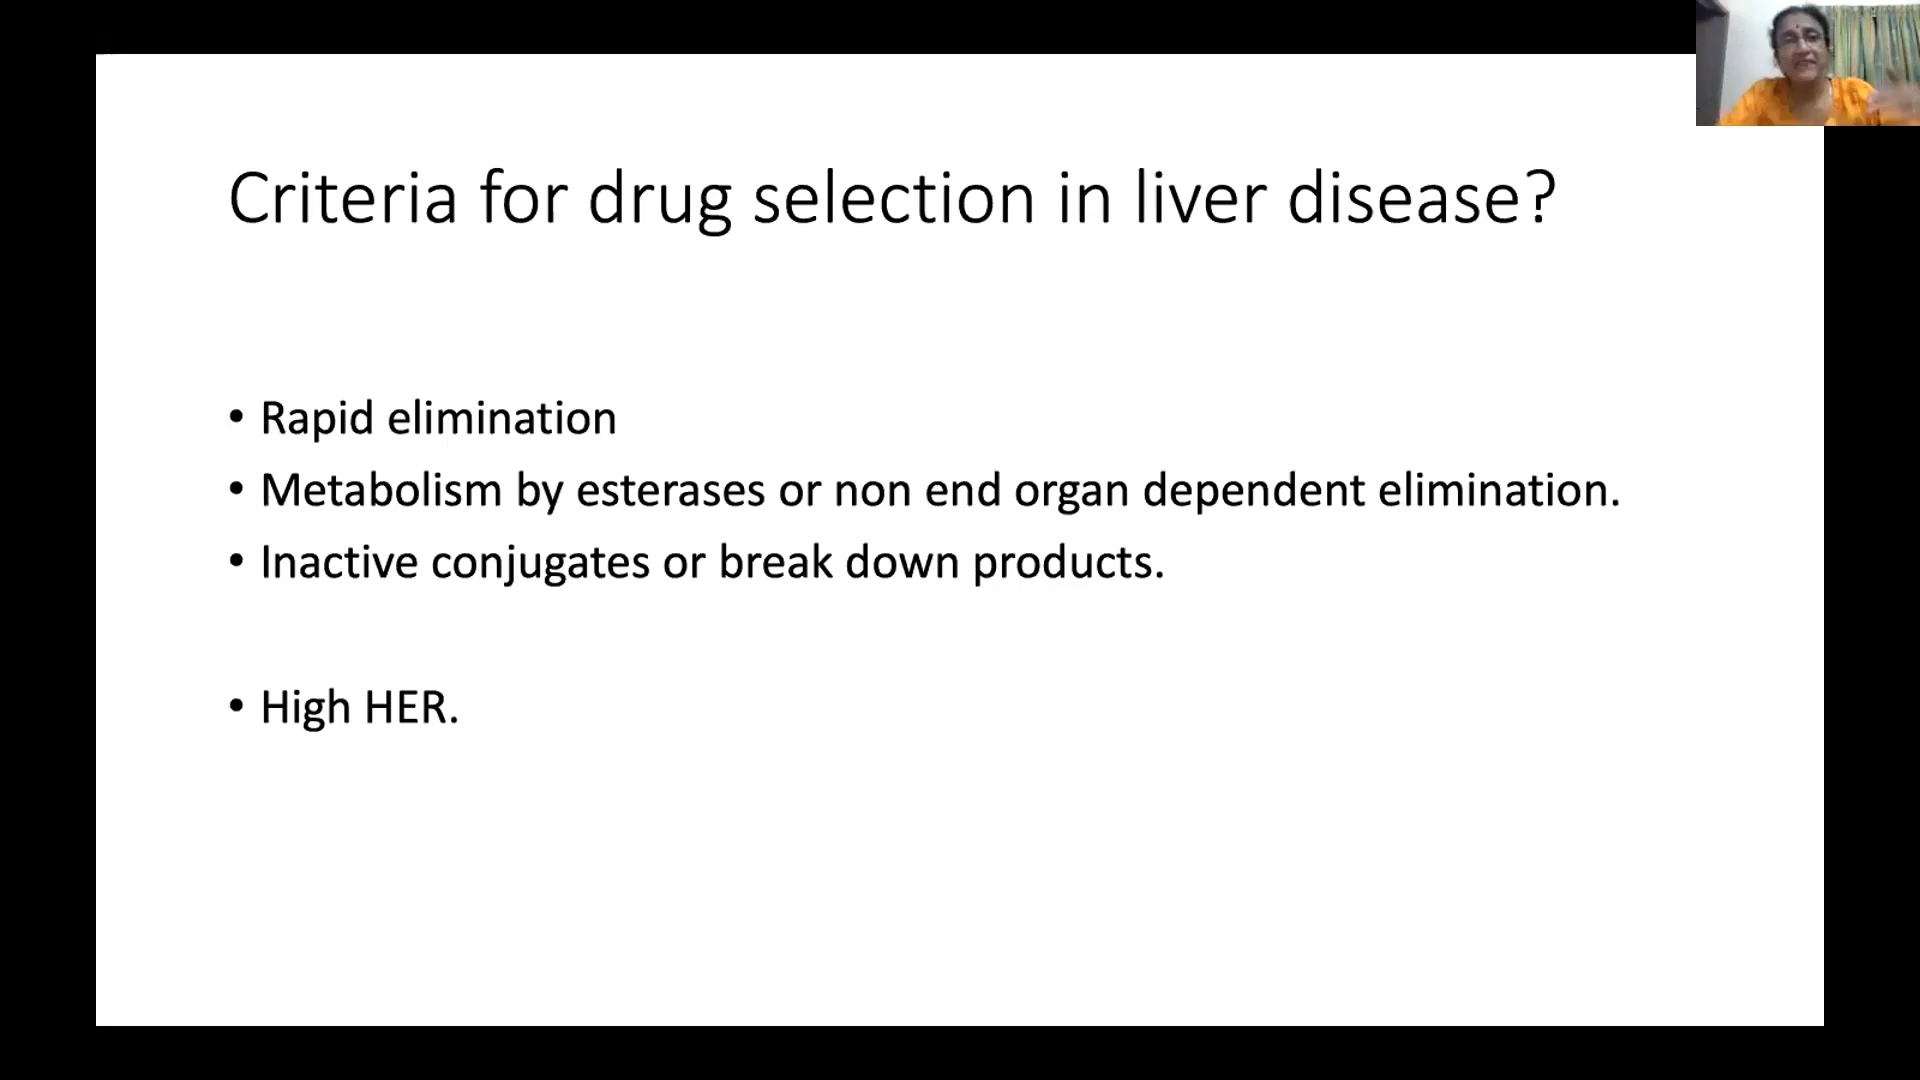 Criteria for drug selection in liver disease?
• Rapid elimination
• Metabolism by esterases or non end organ dependent elimination.
• Inactive conjugates or break down products.
• High HER.